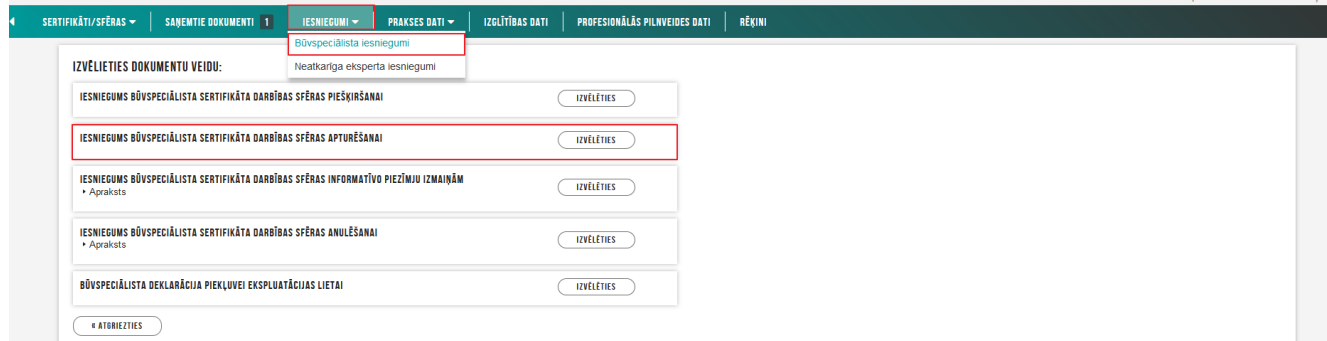 SERTIFIKĀTI/SFĒRAS SAŅEMTIE DOKUMENTI 1 IESNIEGUMI PRAKSES DATI IZGLĪTĪBAS DATI PROFESIONĀLĀS PILNVEIDES DATI RĒĶINI
Būvspeciālista iesniegumi
Neatkarīga eksperta iesniegumi
IZVĒLIETIES DOKUMENTU VEIDU:
IESNIEGUMS BŪVSPECIĀLISTA SERTIFIKĀTA DARBĪBAS SFĒRAS PIEŠĶIRŠANAI IZVĒLĒTIES
IESNIEGUMS BŪVSPECIĀLISTA SERTIFIKĀTA DARBĪBAS SFĒRAS APTURĒŠANAI IZVĒLĒTIES
IESNIEGUMS BŪVSPECIĀLISTA SERTIFIKĀTA DARBĪBAS SFĒRAS INFORMATĪVO PIEZĪMJU IZMAIŅĀM IZVĒLĒTIES
Apraksts
IESNIEGUMS BŪVSPECIĀLISTA SERTIFIKĀTA DARBĪBAS SFĒRAS ANULĒŠANAI IZVĒLĒTIES
Apraksts
BŪVSPECIĀLISTA DEKLARĀCIJA PIEKĻUVEI EKSPLUATĀCIJAS LIETAI IZVĒLĒTIES
« ATGRIEZTIES